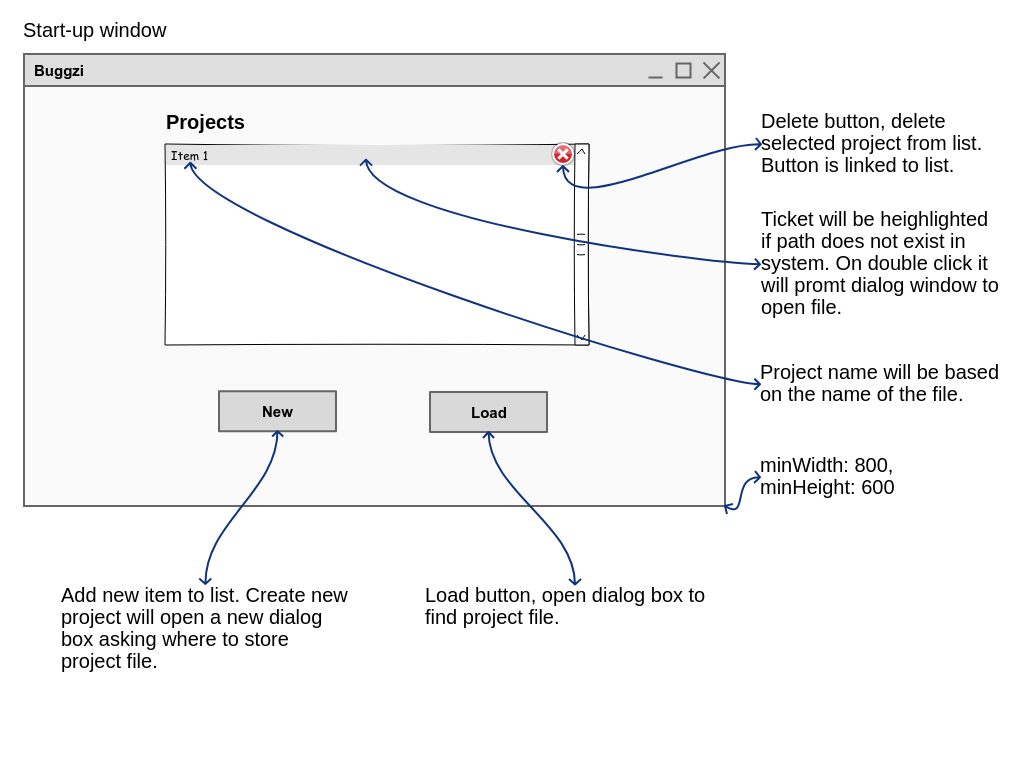 Start-up window
Buggzi
Projects
Item 1
Delete button, delete
selected project from list.
Button is linked to list.
Ticket will be heighlighted
if path does not exist in
system. On double click it
will promt dialog window to
open file.
Project name will be based
on the name of the file.
New
Load
minWidth: 800,
minHeight: 600
Add new item to list. Create new
project will open a new dialog
box asking where to store
project file.
Load button, open dialog box to
find project file.